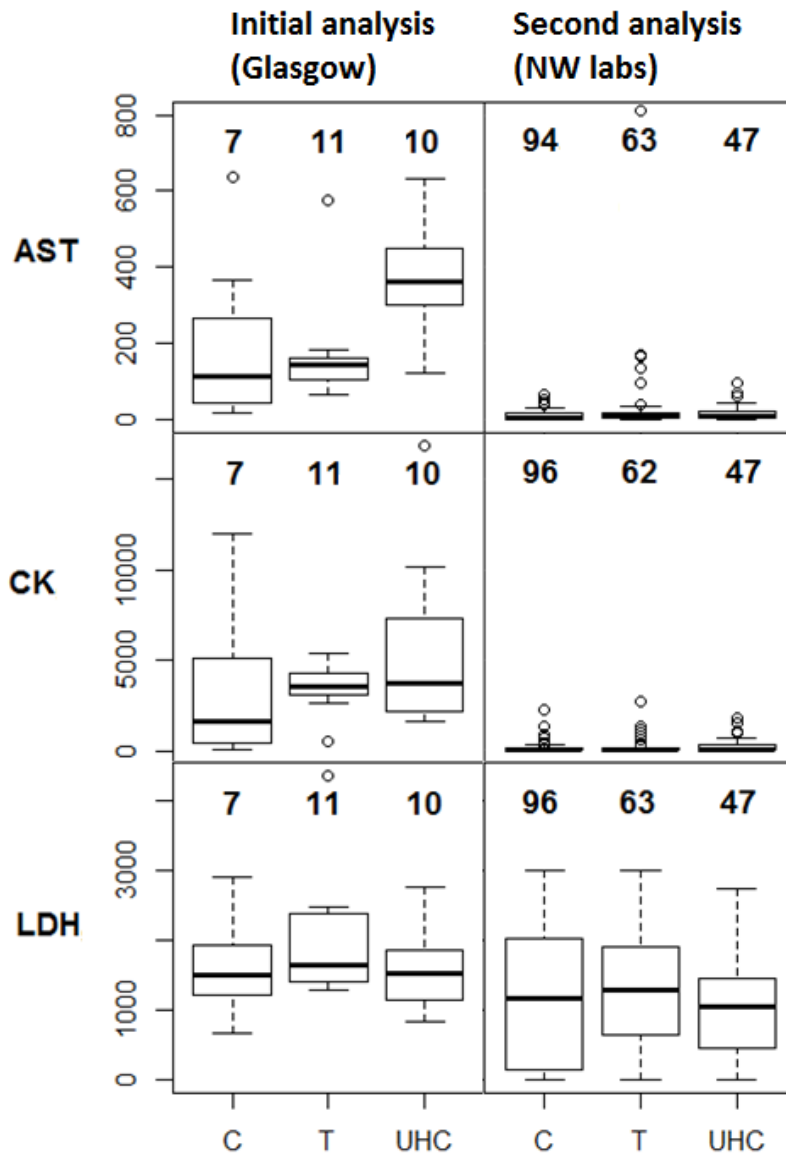 Initial analysis Second analysis
(Glasgow) (NW labs)
AST
0 200 400 600 800
7 11 10 94 63 47
CK
0 5000 10000
7 11 10 96 62 47
LDH
0 1000 3000
7 11 10 96 63 47
C T UHC C T UHC